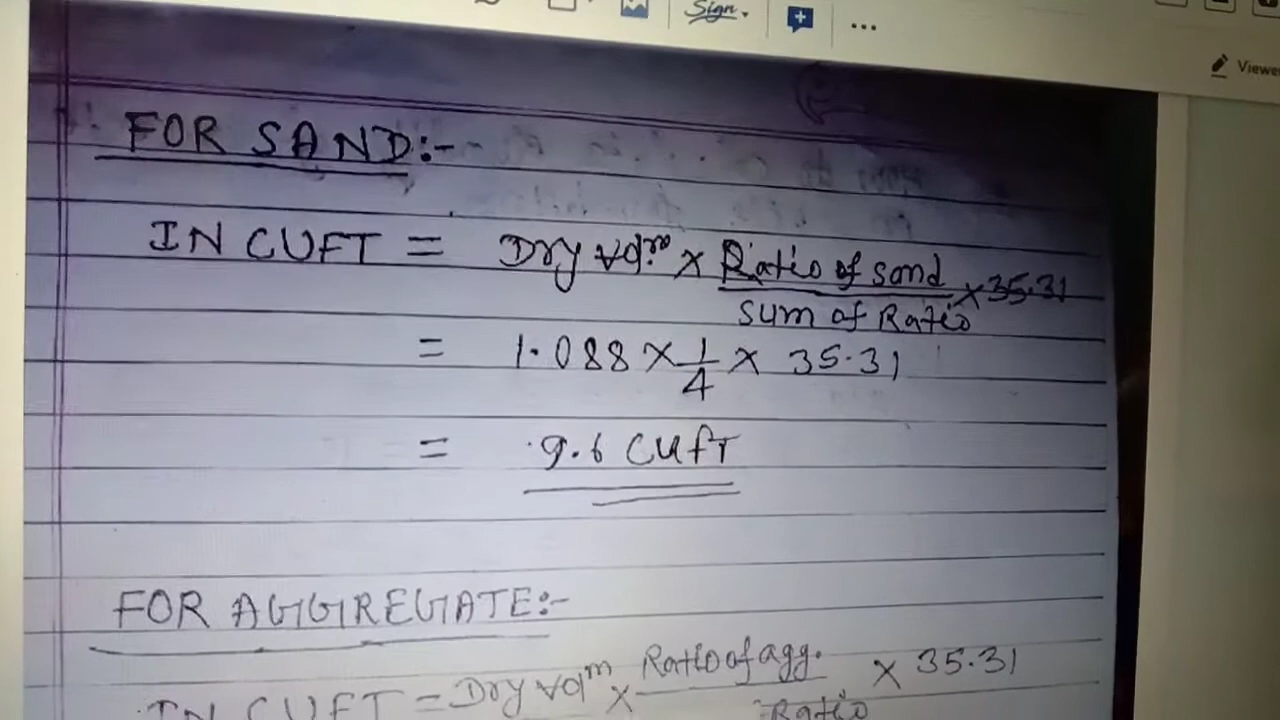 Sign
...
Viewe
FOR SAND:-
IN CUFT = Dry volm × Ratio of sand × 35.31
Sum of Ratio
= 1.088 × 1/4 × 35.31
= 9.6 Cuft
FOR AGGREGATE:-
IN CUFT = Dry volm × Ratio of agg. × 35.31
Ratio